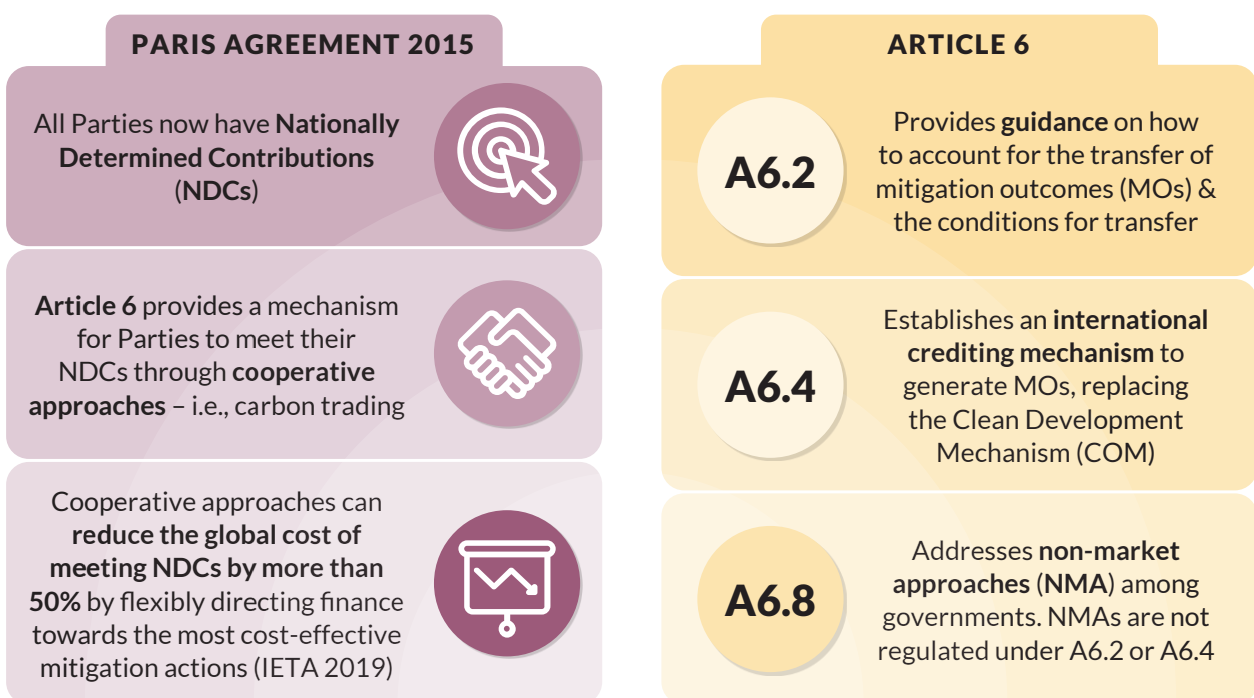 PARIS AGREEMENT 2015
All Parties now have Nationally
Determined Contributions
(NDCs)
Article 6 provides a mechanism
for Parties to meet their
NDCs through cooperative
approaches – i.e., carbon trading
Cooperative approaches can
reduce the global cost of
meeting NDCs by more than
50% by flexibly directing finance
towards the most cost-effective
mitigation actions (IETA 2019)
ARTICLE 6
A6.2
Provides guidance on how
to account for the transfer of
mitigation outcomes (MOs) &
the conditions for transfer
A6.4
Establishes an international
crediting mechanism to
generate MOs, replacing
the Clean Development
Mechanism (COM)
A6.8
Addresses non-market
approaches (NMA) among
governments. NMAs are not
regulated under A6.2 or A6.4